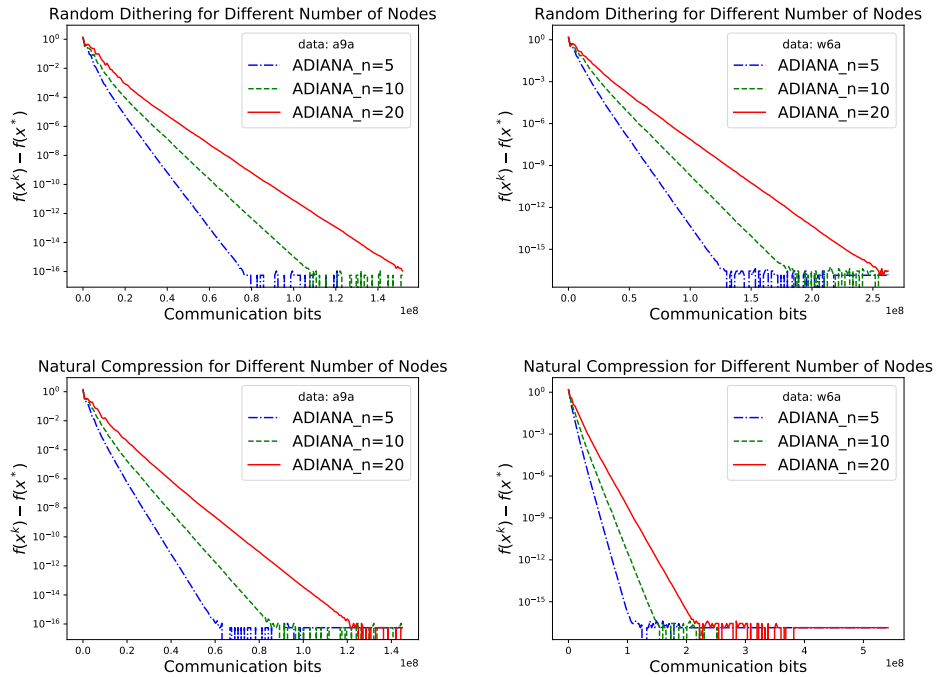 Random Dithering for Different Number of Nodes
data: a9a
ADIANA_n=5
ADIANA_n=10
ADIANA_n=20
f(x^k) − f(x^*)
10^0
10^−2
10^−4
10^−6
10^−8
10^−10
10^−12
10^−14
10^−16
0.0 0.2 0.4 0.6 0.8 1.0 1.2 1.4
1e8
Communication bits
Random Dithering for Different Number of Nodes
data: w6a
ADIANA_n=5
ADIANA_n=10
ADIANA_n=20
f(x^k) − f(x^*)
10^0
10^−3
10^−6
10^−9
10^−12
10^−15
0.0 0.5 1.0 1.5 2.0 2.5
1e8
Communication bits
Natural Compression for Different Number of Nodes
data: a9a
ADIANA_n=5
ADIANA_n=10
ADIANA_n=20
f(x^k) − f(x^*)
10^0
10^−2
10^−4
10^−6
10^−8
10^−10
10^−12
10^−14
10^−16
0.0 0.2 0.4 0.6 0.8 1.0 1.2 1.4
1e8
Communication bits
Natural Compression for Different Number of Nodes
data: w6a
ADIANA_n=5
ADIANA_n=10
ADIANA_n=20
f(x^k) − f(x^*)
10^0
10^−3
10^−6
10^−9
10^−12
10^−15
0 1 2 3 4 5
1e8
Communication bits